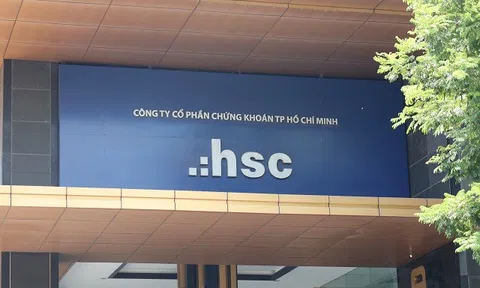 CÔNG TY CỔ PHẦN CHỨNG KHOÁN TP HỒ CHÍ MINH
.:hsc